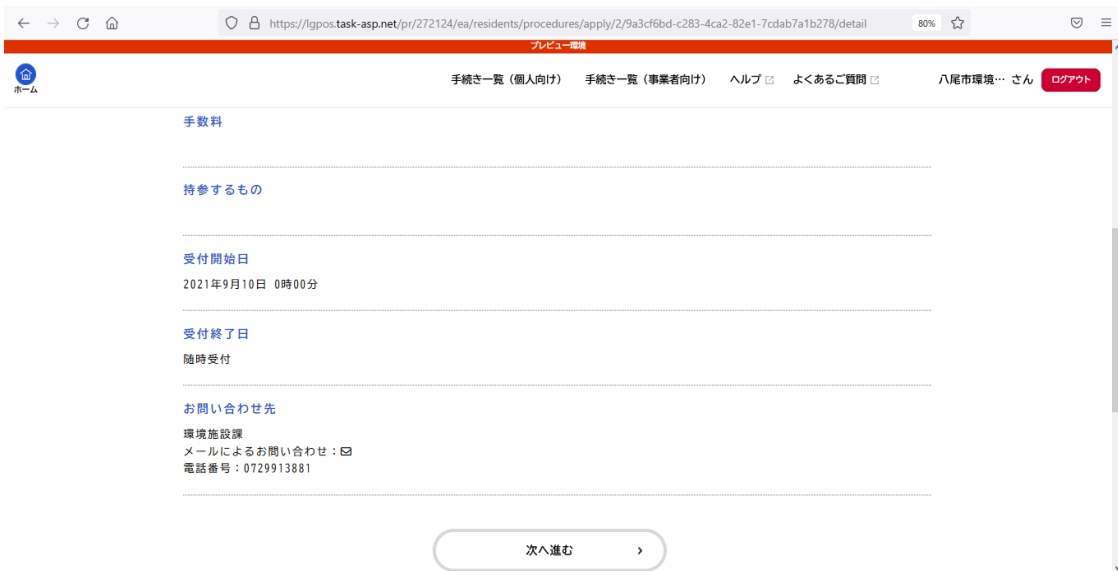 https://lgpos.task-asp.net/pr/272124/ea/residents/procedures/apply/2/9a3cf6bd-c283-4ca2-82e1-7cdab7a1b278/detail 80%
プレビュー環境
ホーム
手続き一覧（個人向け） 手続き一覧（事業者向け） ヘルプ よくあるご質問 八尾市環境… さん ログアウト
手数料
持参するもの
受付開始日
2021年9月10日 0時00分
受付終了日
随時受付
お問い合わせ先
環境施設課
メールによるお問い合わせ：
電話番号：0729913881
次へ進む